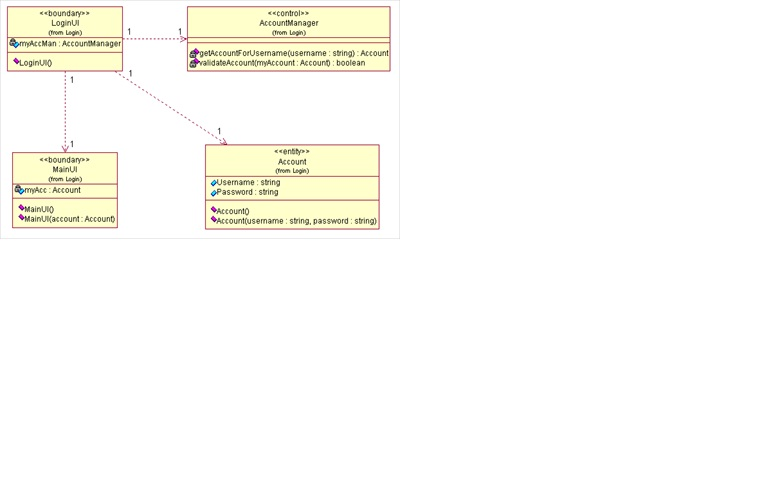 <<boundary>>
LoginUI
(from Login)
myAccMan : AccountManager
LoginUI()
1
1
<<control>>
AccountManager
(from Login)
getAccountForUsername(username : string) : Account
validateAccount(myAccount : Account) : boolean
1
1
1
1
<<boundary>>
MainUI
(from Login)
myAcc : Account
MainUI()
MainUI(account : Account)
<<entity>>
Account
(from Login)
Username : string
Password : string
Account()
Account(username : string, password : string)